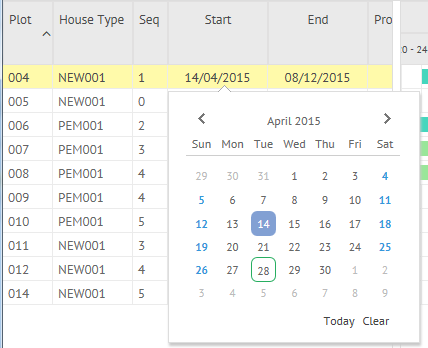 Plot House Type Seq Start End Pro
0 - 24
004 NEW001 1 14/04/2015 08/12/2015
005 NEW001 0
006 PEM001 2
007 PEM001 3
008 PEM001 4
009 PEM001 4
010 PEM001 5
011 NEW001 3
012 NEW001 4
014 NEW001 5
April 2015
Sun Mon Tue Wed Thu Fri Sat
29 30 31 1 2 3 4
5 6 7 8 9 10 11
12 13 14 15 16 17 18
19 20 21 22 23 24 25
26 27 28 29 30 1 2
3 4 5 6 7 8 9
Today Clear